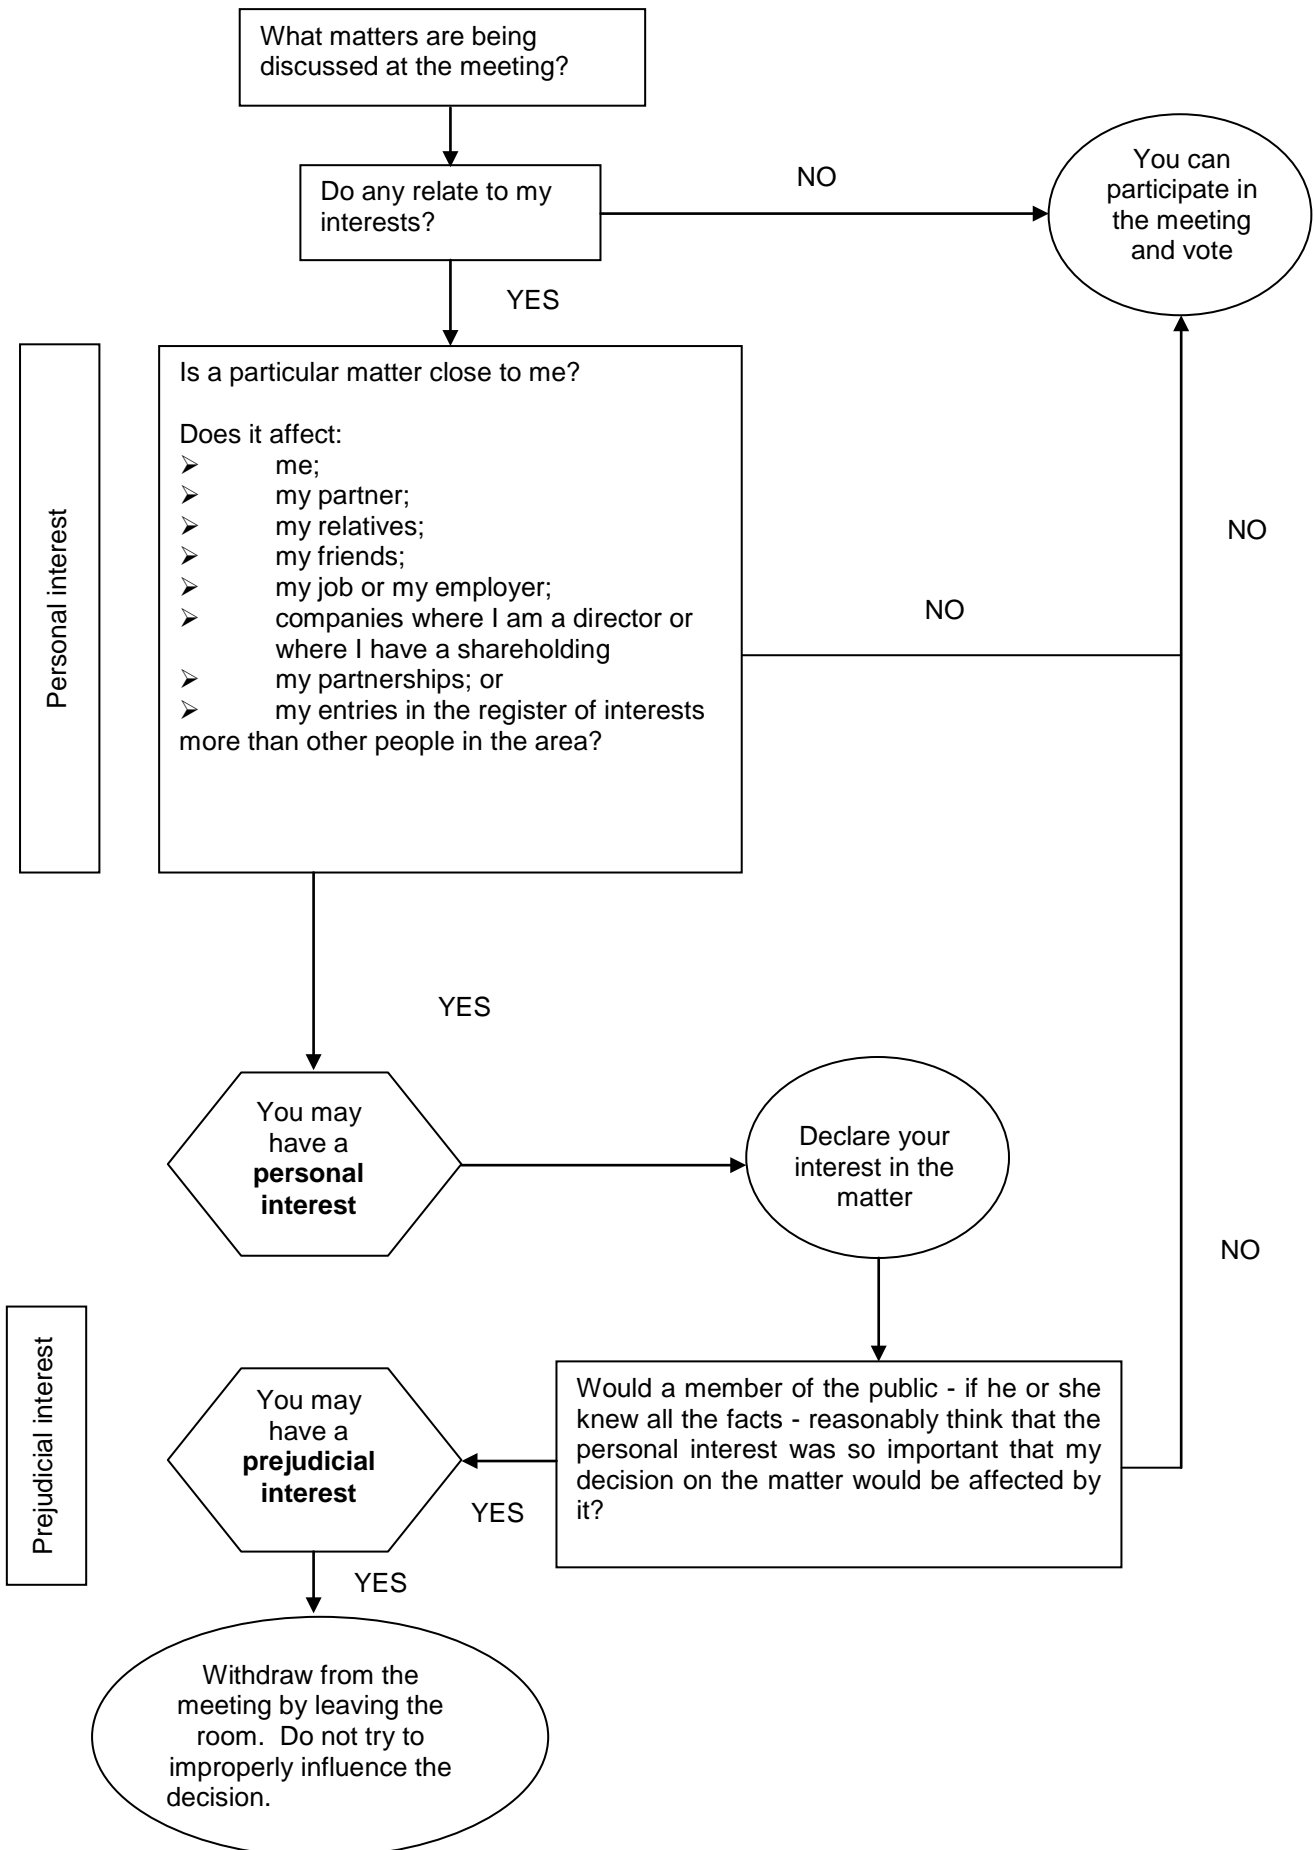 What matters are being
discussed at the meeting?
Do any relate to my
interests?
NO
You can
participate in
the meeting
and vote
YES
Personal interest
Is a particular matter close to me?
Does it affect:
➢ me;
➢ my partner;
➢ my relatives;
➢ my friends;
➢ my job or my employer;
➢ companies where I am a director or
where I have a shareholding
➢ my partnerships; or
➢ my entries in the register of interests
more than other people in the area?
NO
NO
YES
You may
have a
personal
interest
Declare your
interest in the
matter
NO
Prejudicial interest
You may
have a
prejudicial
interest
YES
Would a member of the public - if he or she
knew all the facts - reasonably think that the
personal interest was so important that my
decision on the matter would be affected by
it?
YES
Withdraw from the
meeting by leaving the
room. Do not try to
improperly influence the
decision.